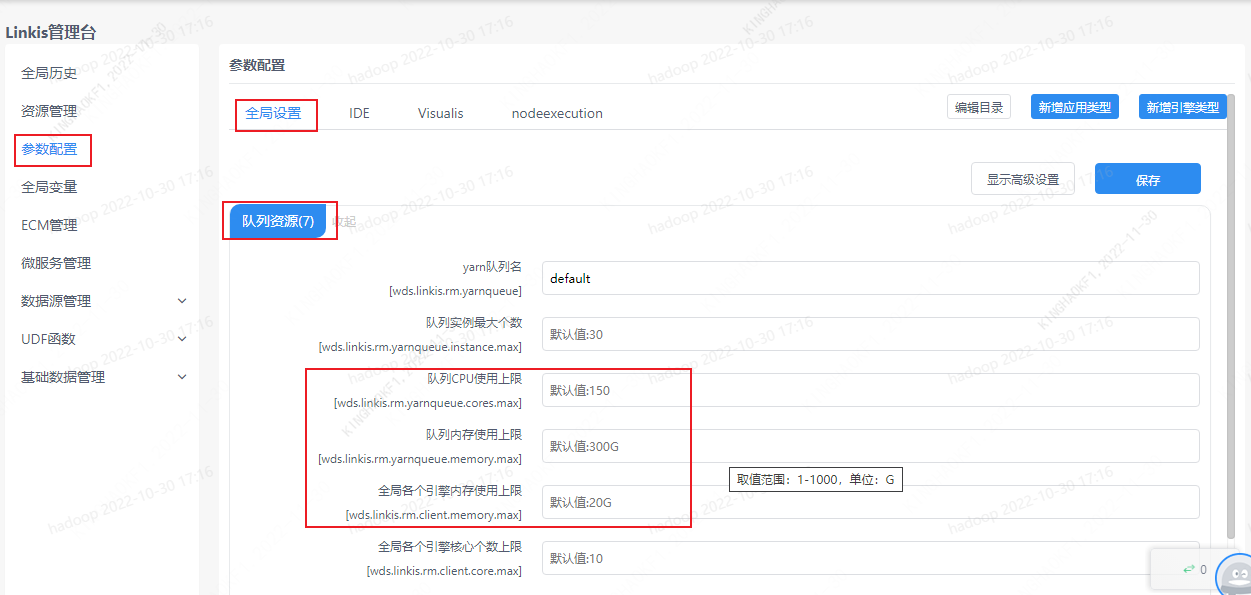 Linkis管理台
全局历史
资源管理
参数配置
全局变量
ECM管理
微服务管理
数据源管理
UDF函数
基础数据管理
参数配置
全局设置 IDE Visualis nodeexecution 编辑目录 新增应用类型 新增引擎类型
显示高级设置 保存
队列资源(7) 收起
yarn队列名
[wds.linkis.rm.yarnqueue]
default
队列实例最大个数
[wds.linkis.rm.yarnqueue.instance.max]
默认值:30
队列CPU使用上限
[wds.linkis.rm.yarnqueue.cores.max]
默认值:150
队列内存使用上限
[wds.linkis.rm.yarnqueue.memory.max]
默认值:300G
取值范围：1-1000，单位：G
全局各个引擎内存使用上限
[wds.linkis.rm.client.memory.max]
默认值:20G
全局各个引擎核心个数上限
[wds.linkis.rm.client.core.max]
默认值:10
0
hadoop 2022-10-30 17:16
KINGHAOKF1, 2022-11-30